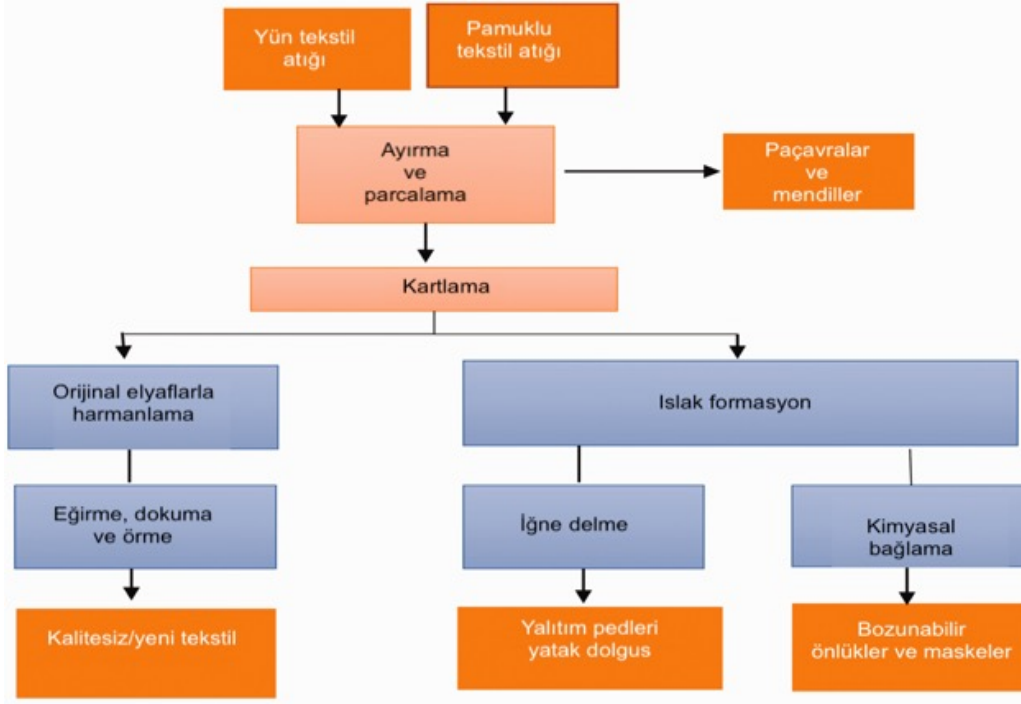 Yün tekstil
atığı
Pamuklu
tekstil atığı
Ayırma
ve
parcalama
Paçavralar
ve
mendiller
Kartlama
Orijinal elyaflarla
harmanlama
Islak formasyon
Eğirme, dokuma
ve örme
İğne delme
Kimyasal
bağlama
Kalitesiz/yeni tekstil
Yalıtım pedleri
yatak dolgus
Bozunabilir
önlükler ve maskeler